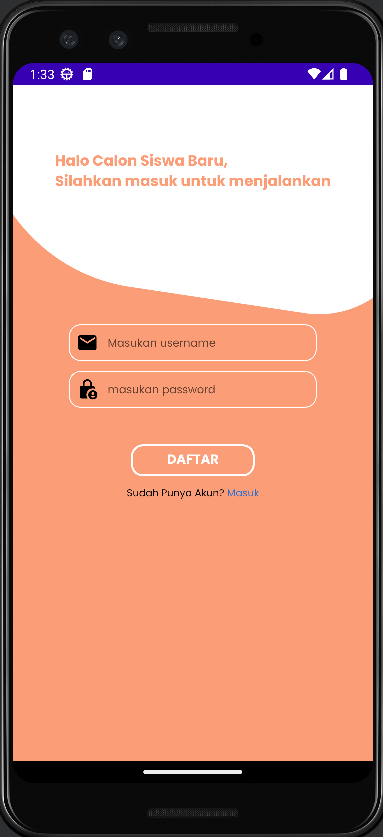 1:33
Halo Calon Siswa Baru,
Silahkan masuk untuk menjalankan
Masukan username
masukan password
DAFTAR
Sudah Punya Akun? Masuk